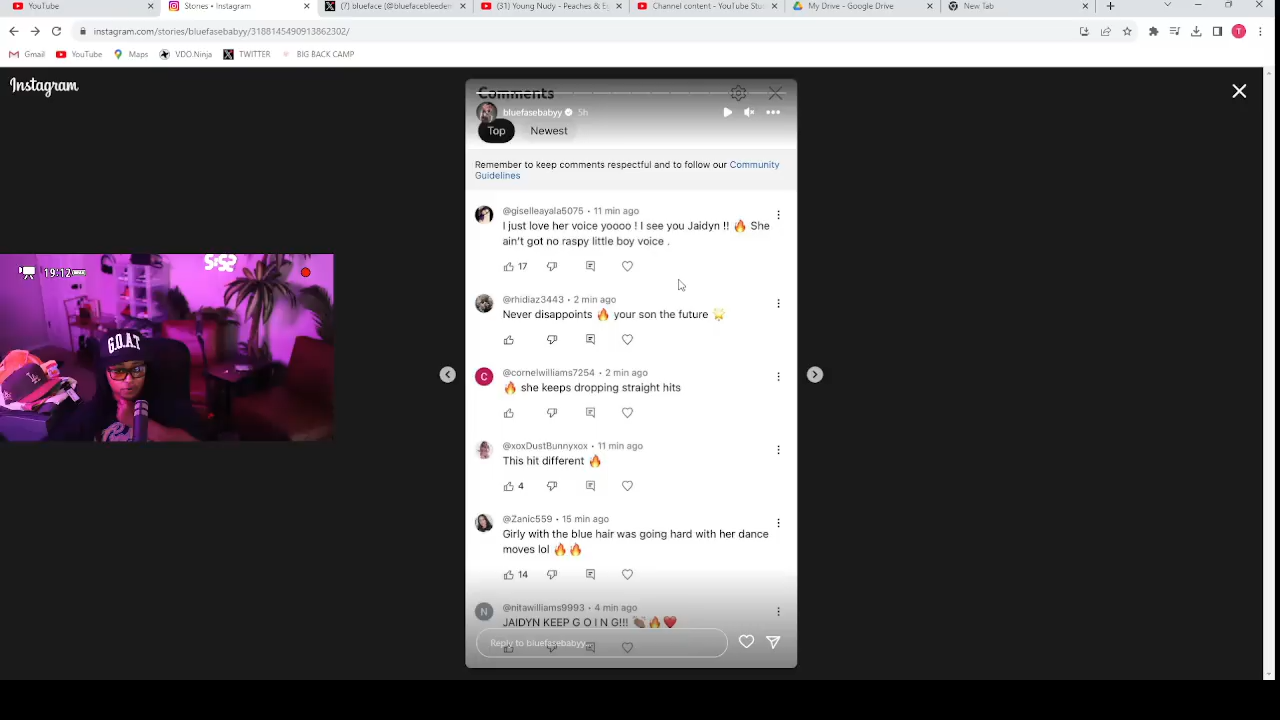 YouTube
Stories • Instagram
(7) blueface (@bluefacebleedem
(31) Young Nudy - Peaches & E
Channel content - YouTube Stu
My Drive - Google Drive
New Tab
instagram.com/stories/bluefasebabyy/3188145490913862302/
T
Gmail
YouTube
Maps
VDO.Ninja
TWITTER
BIG BACK CAMP
Instagram
Comments
bluefasebabyy 5h
Top
Newest
Remember to keep comments respectful and to follow our Community
Guidelines
@giselleayala5075 • 11 min ago
I just love her voice yoooo ! I see you Jaidyn !! 🔥 She
ain't got no raspy little boy voice .
17
@rhidiaz3443 • 2 min ago
Never disappoints 🔥 your son the future 🌟
C
@cornelwilliams7254 • 2 min ago
🔥 she keeps dropping straight hits
@xoxDustBunnyxox • 11 min ago
This hit different 🔥
4
@Zanic559 • 15 min ago
Girly with the blue hair was going hard with her dance
moves lol 🔥🔥
14
N
@nitawilliams9993 • 4 min ago
JAIDYN KEEP G O I N G!!! 👏🏽🔥❤️
Reply to bluefasebabyy...
19:12
5:52
G.O.A.T
LA